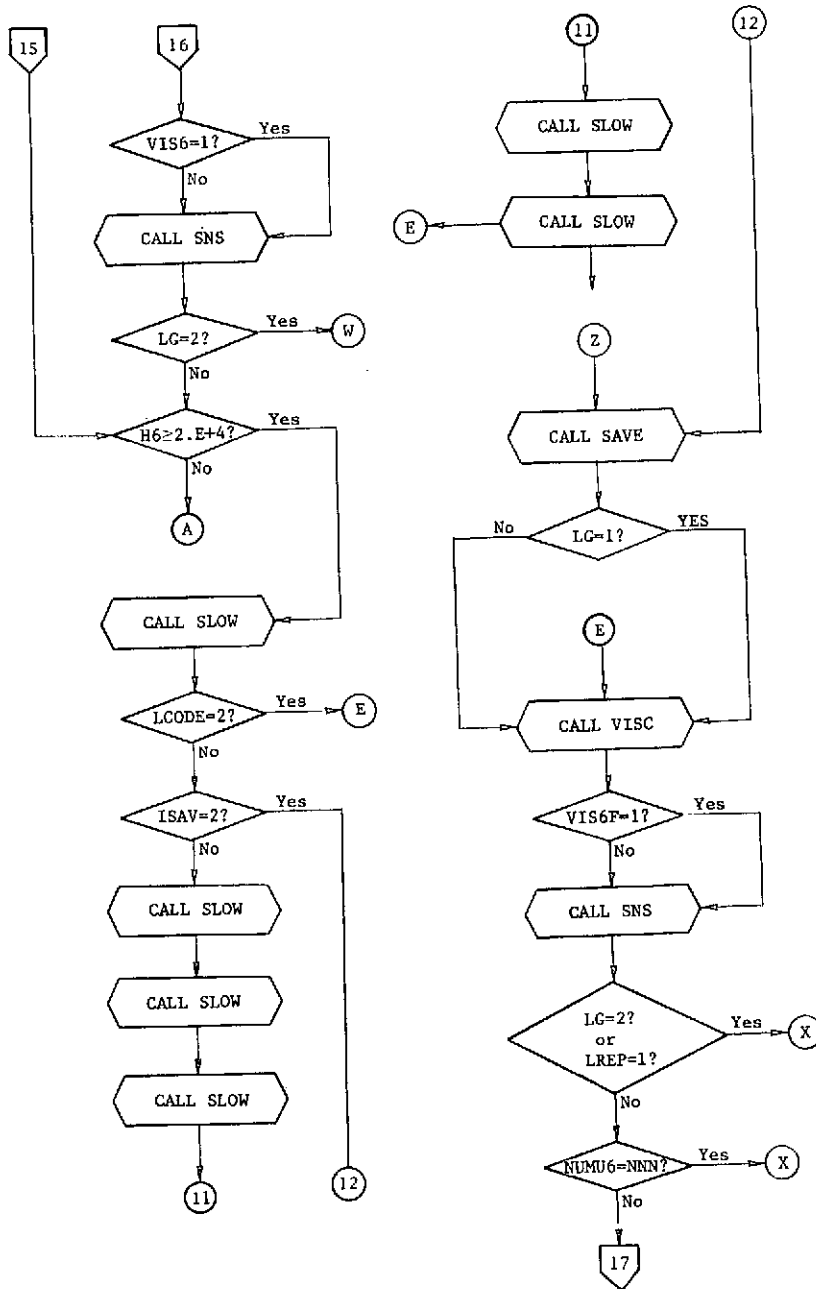 15
16
VIS6=1?
Yes
No
CALL SNS
LG=2?
Yes
W
No
H6≥2.E+4?
Yes
No
A
CALL SLOW
LCODE=2?
Yes
E
No
ISAV=2?
Yes
No
CALL SLOW
CALL SLOW
CALL SLOW
11
12
11
12
CALL SLOW
CALL SLOW
E
Z
CALL SAVE
No
LG=1?
YES
E
CALL VISC
VIS6F=1?
Yes
No
CALL SNS
LG=2?
or
LREP=1?
Yes
X
No
NUMU6=NNN?
Yes
X
No
17